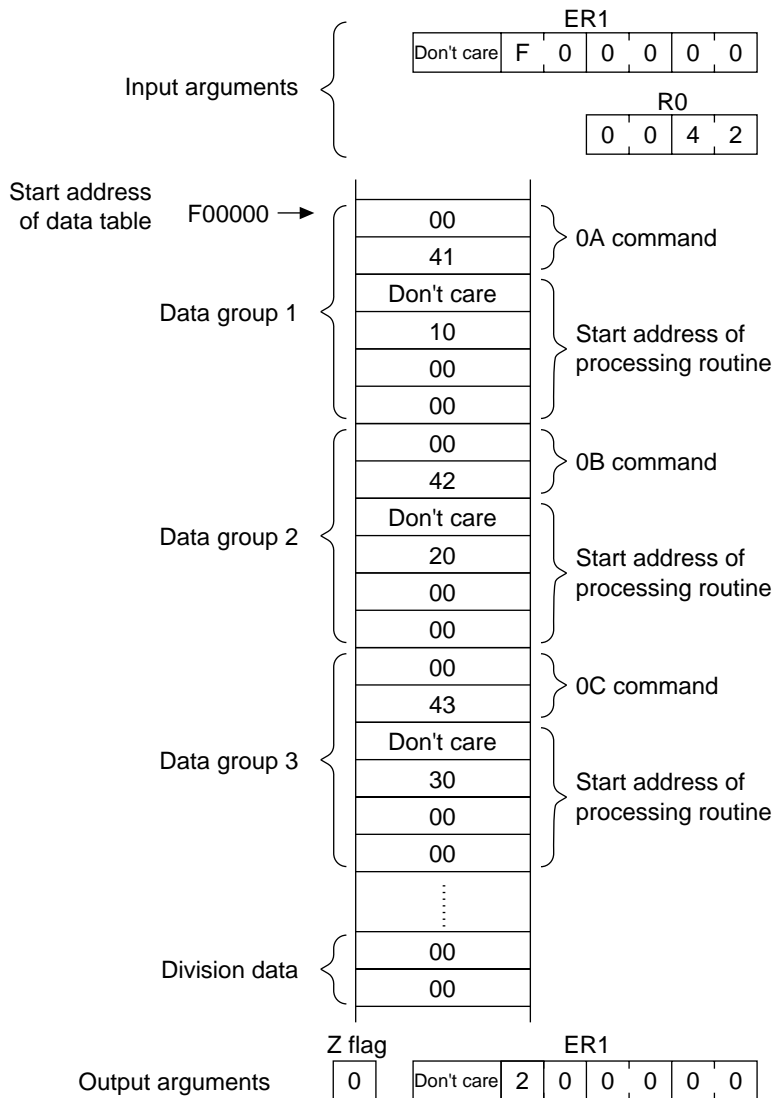 ER1
Don't care F 0 0 0 0 0
Input arguments
R0
0 0 4 2
Start address
of data table
F00000
00
0A command
41
Don't care
Data group 1
10
Start address of
processing routine
00
00
00
0B command
42
Don't care
Data group 2
20
Start address of
processing routine
00
00
00
0C command
43
Don't care
Data group 3
30
Start address of
processing routine
00
00
00
Division data
00
Z flag
ER1
Output arguments
0
Don't care 2 0 0 0 0 0